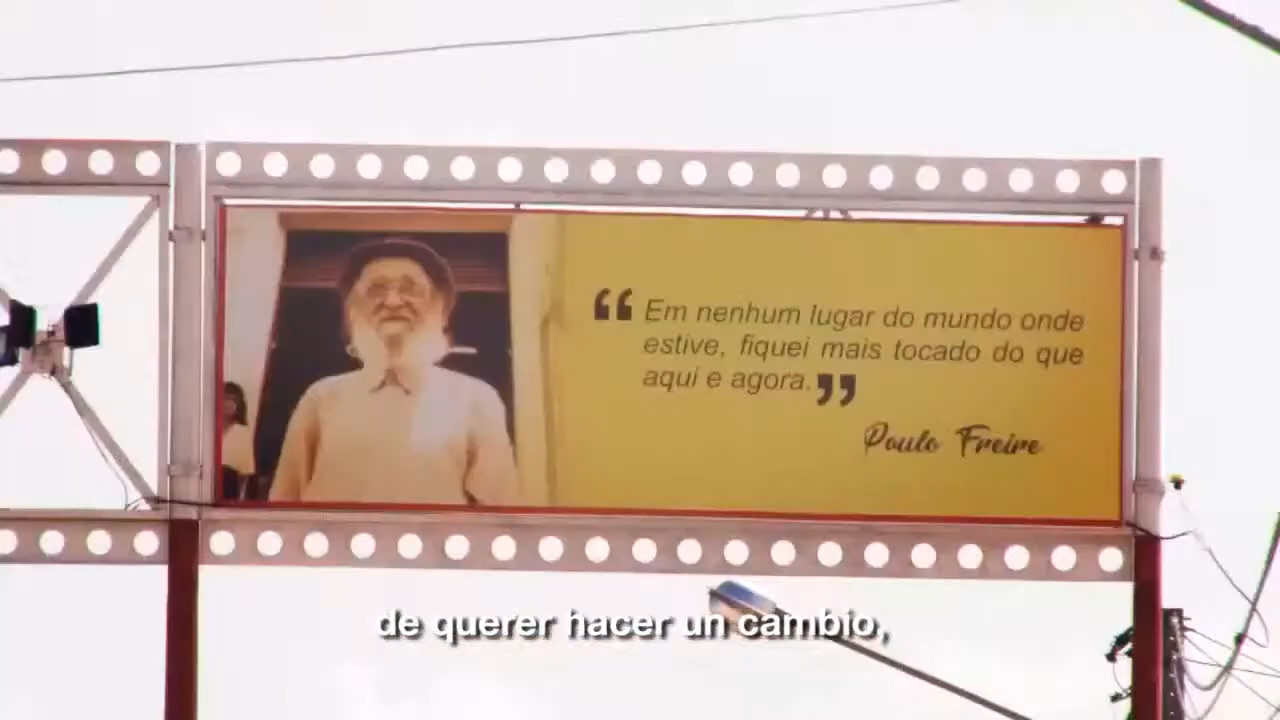 “ Em nenhum lugar do mundo onde
estive, fiquei mais tocado do que
aqui e agora. ”
Paulo Freire
de querer hacer un cambio,